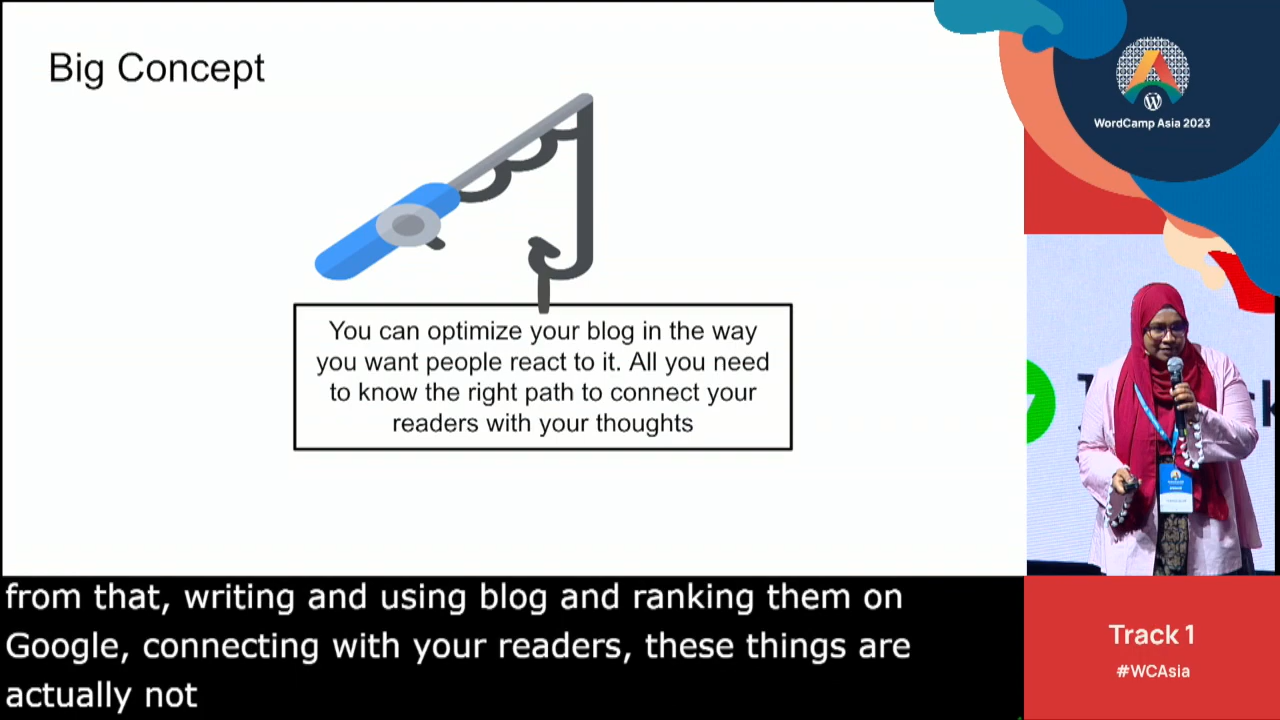 Big Concept
You can optimize your blog in the way
you want people react to it. All you need
to know the right path to connect your
readers with your thoughts
from that, writing and using blog and ranking them on
Google, connecting with your readers, these things are
actually not
WordCamp Asia 2023
Track 1
#WCAsia